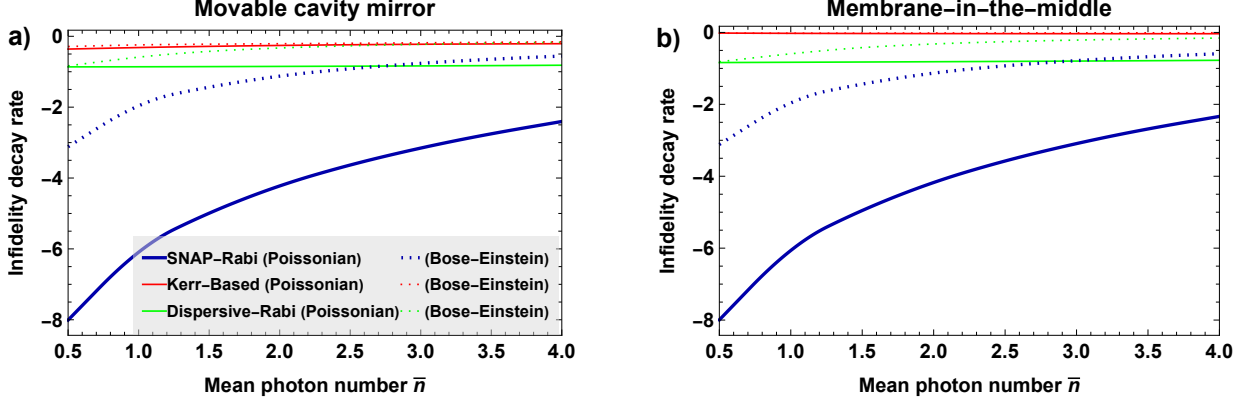 Movable cavity mirror
a)
0
−2
−4
−6
−8
Infidelity decay rate
SNAP−Rabi (Poissonian) (Bose−Einstein)
Kerr−Based (Poissonian) (Bose−Einstein)
Dispersive−Rabi (Poissonian) (Bose−Einstein)
0.5 1.0 1.5 2.0 2.5 3.0 3.5 4.0
Mean photon number n̅
Membrane−in−the−middle
b)
0
−2
−4
−6
−8
Infidelity decay rate
0.5 1.0 1.5 2.0 2.5 3.0 3.5 4.0
Mean photon number n̅